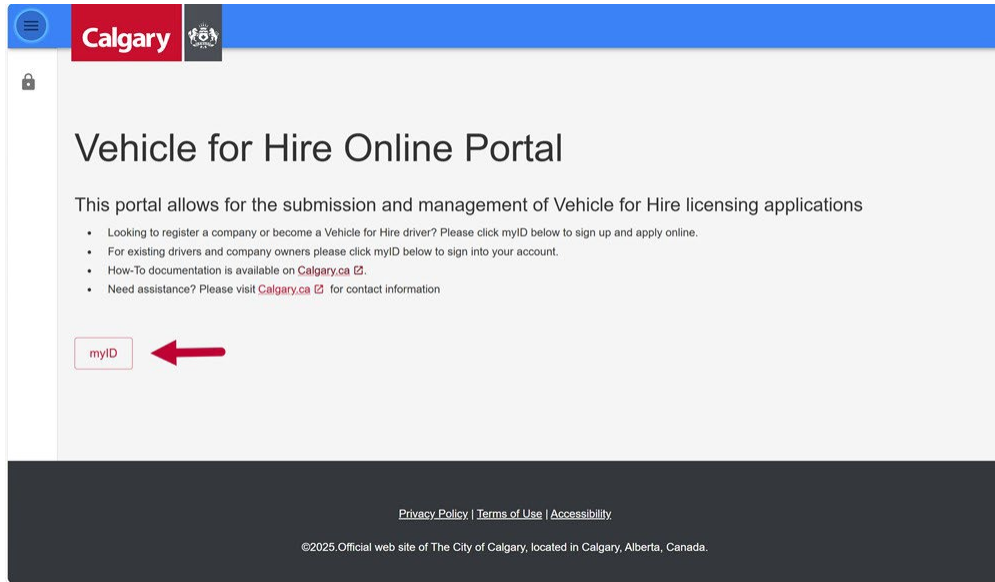 Calgary
Vehicle for Hire Online Portal
This portal allows for the submission and management of Vehicle for Hire licensing applications
• Looking to register a company or become a Vehicle for Hire driver? Please click myID below to sign up and apply online.
• For existing drivers and company owners please click myID below to sign into your account.
• How-To documentation is available on Calgary.ca.
• Need assistance? Please visit Calgary.ca for contact information
myID
Privacy Policy | Terms of Use | Accessibility
©2025.Official web site of The City of Calgary, located in Calgary, Alberta, Canada.